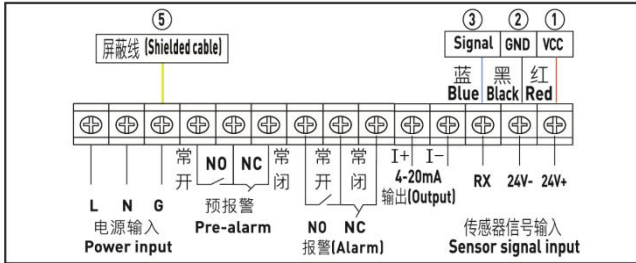 ⑤
屏蔽线 (Shielded cable)
③ ② ①
Signal GND VCC
蓝 黑 红
Blue Black Red
常开 NO NC 常闭
常开 常闭
I+ I-
4-20mA
输出(Output)
RX 24V- 24V+
L N G
预报警
Pre-alarm
NO NC
报警(Alarm)
电源输入
Power input
传感器信号输入
Sensor signal input